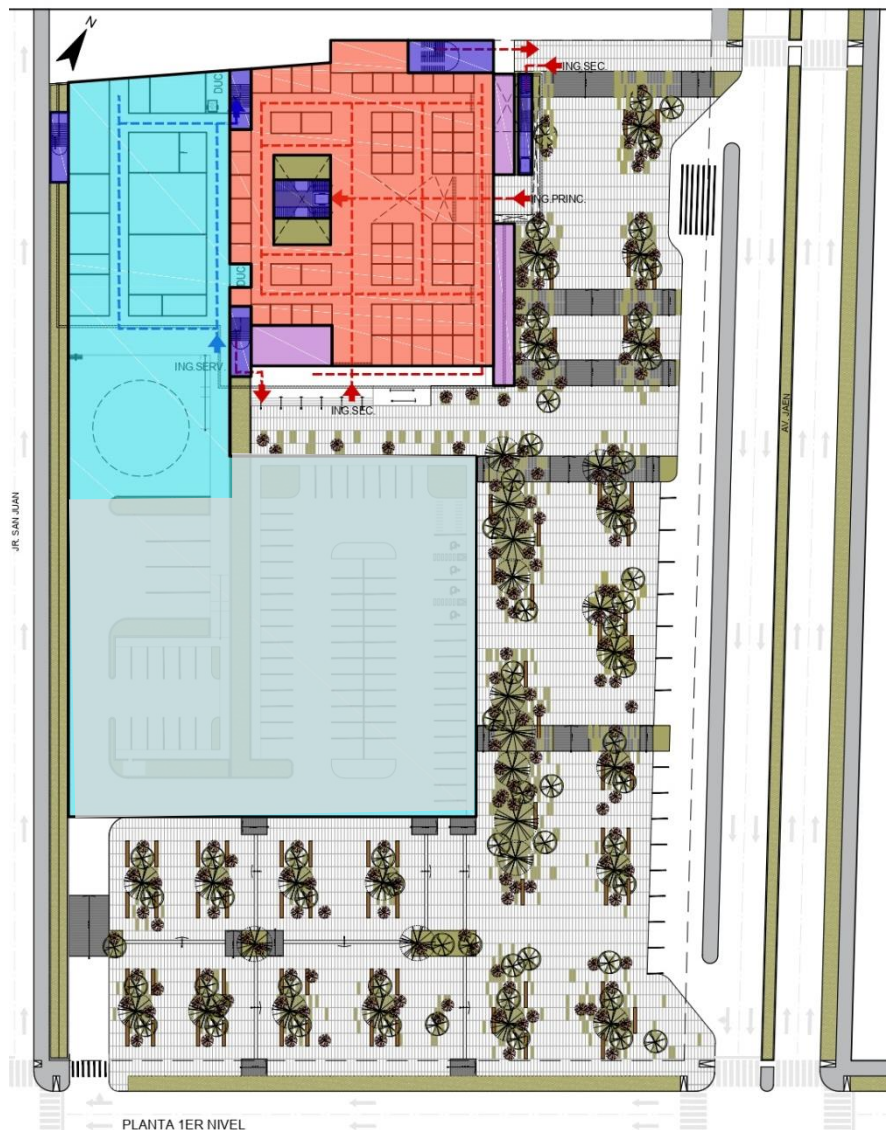 N
DUC
ING.SEC.
ING.PRINC.
DUC
ING.SERV
ING.SEC.
AV. JAEN
JR. SAN JUAN
PLANTA 1ER NIVEL